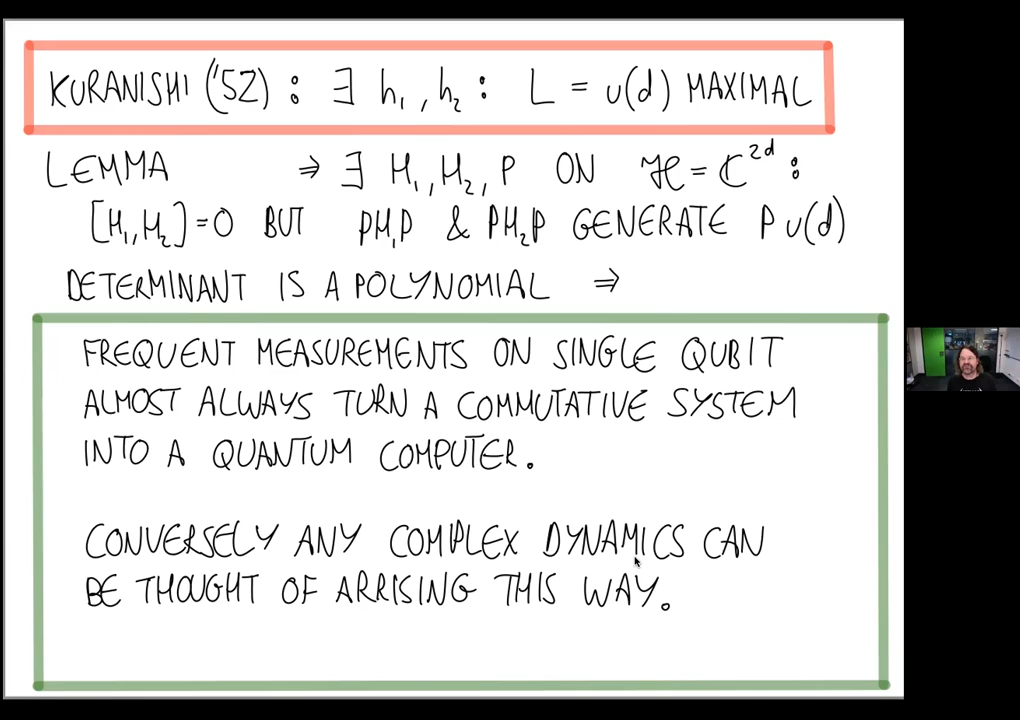 KURANISHI ('52) : ∃ h₁, h₂ : L = u(d) MAXIMAL
LEMMA ⇒ ∃ H₁, H₂, P ON ℋ = ℂ^{2d} :
[H₁, H₂] = 0 BUT PH₁P & PH₂P GENERATE P u(d)
DETERMINANT IS A POLYNOMIAL ⇒
FREQUENT MEASUREMENTS ON SINGLE QUBIT
ALMOST ALWAYS TURN A COMMUTATIVE SYSTEM
INTO A QUANTUM COMPUTER.
CONVERSELY ANY COMPLEX DYNAMICS CAN
BE THOUGHT OF ARRISING THIS WAY.